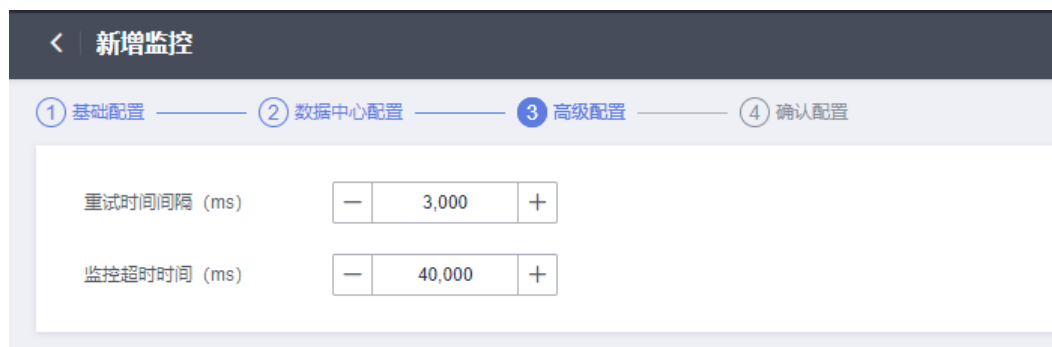 新增监控
1 基础配置 2 数据中心配置 3 高级配置 4 确认配置
重试时间间隔 (ms) 3,000
监控超时时间 (ms) 40,000